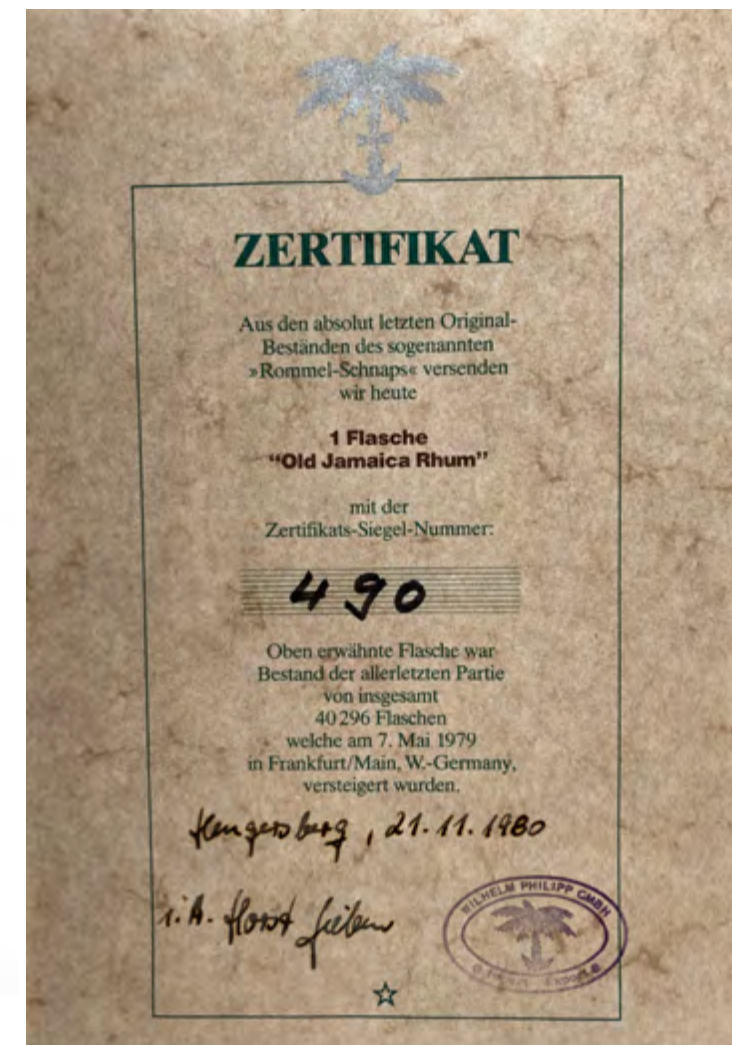 ZERTIFIKAT
Aus den absolut letzten Original-
Beständen des sogenannten
»Rommel-Schnaps« versenden
wir heute
1 Flasche
“Old Jamaica Rhum”
mit der
Zertifikats-Siegel-Nummer:
490
Oben erwähnte Flasche war
Bestand der allerletzten Partie
von insgesamt
40 296 Flaschen
welche am 7. Mai 1979
in Frankfurt/Main, W.-Germany,
versteigert wurden.
Hengersberg, 21.11.1980
i.A. Horst
WILHELM PHILIPP GMBH